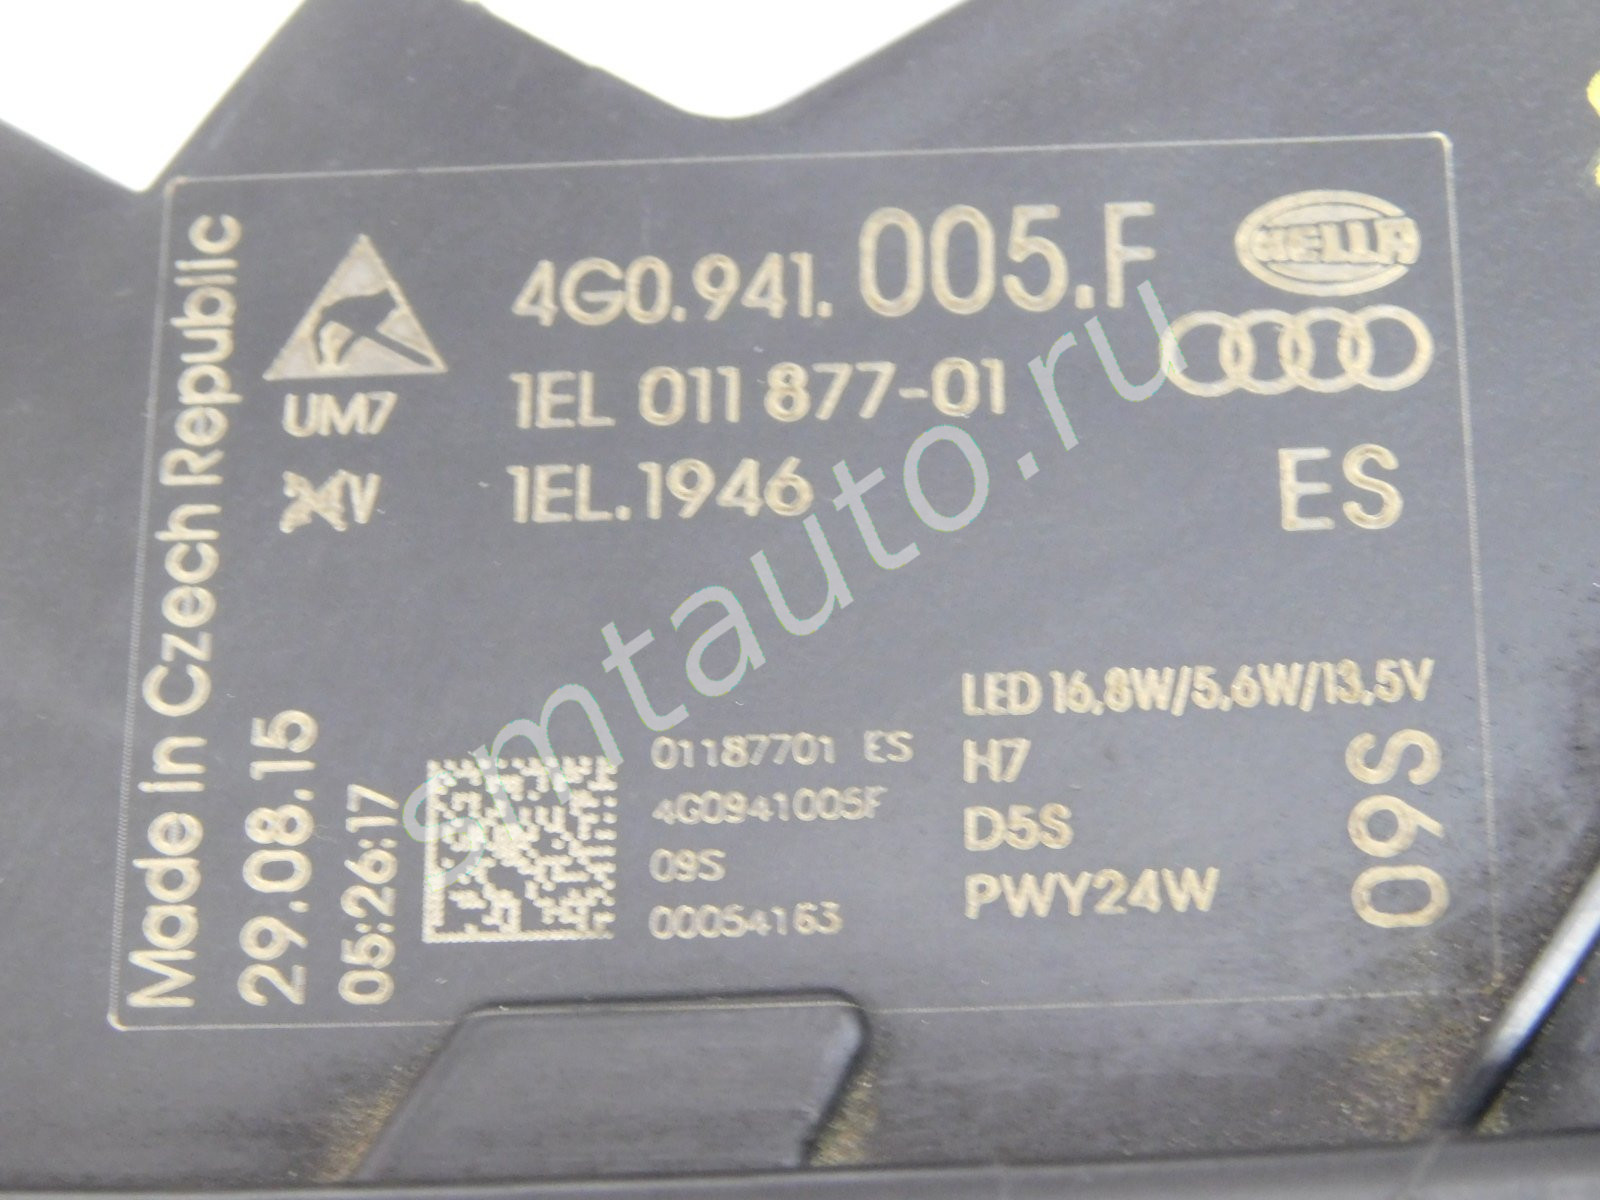 4G0.941.005.F
HELLA
1EL 011 877-01
1EL.1946
ES
UM7
Made in Czech Republic
29.08.15
05:26:17
01187701 ES
4G0941005F
09S
00054163
LED 16,8W/5,6W/13,5V
H7
D5S
PWY24W
09S
smtauto.ru